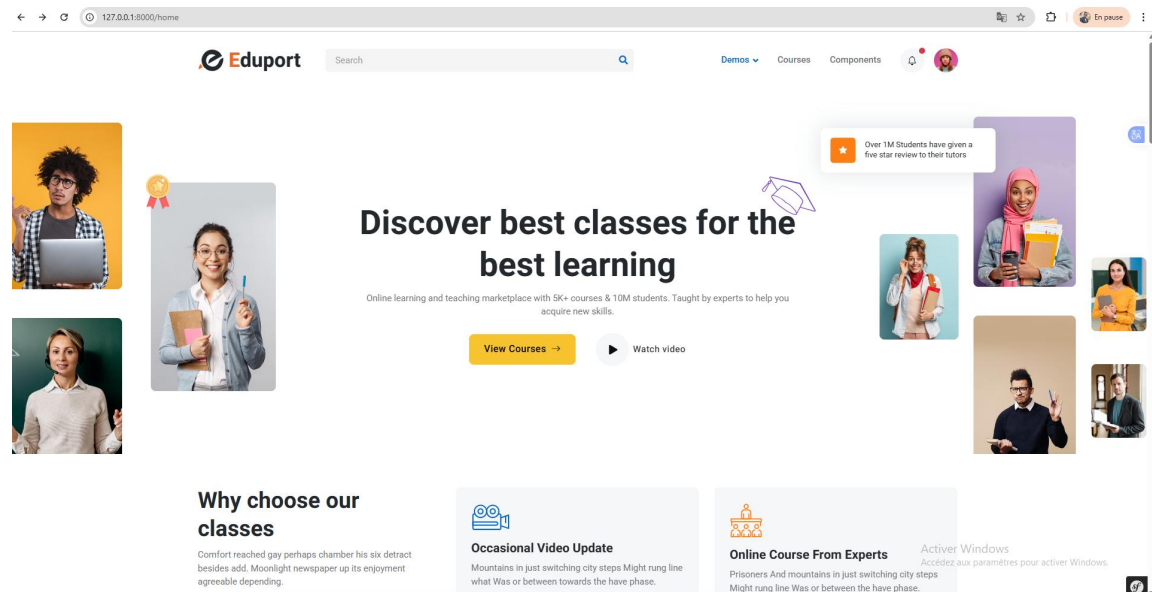 127.0.0.1:8000/home
En pause
Eduport
Search
Demos
Courses
Components
Over 1M Students have given a
five star review to their tutors
Discover best classes for the
best learning
Online learning and teaching marketplace with 5K+ courses & 10M students. Taught by experts to help you
acquire new skills.
View Courses →
Watch video
Why choose our
classes
Comfort reached gay perhaps chamber his six detract
besides add. Moonlight newspaper up its enjoyment
agreeable depending.
Occasional Video Update
Mountains in just switching city steps Might rung line
what Was or between towards the have phase.
Online Course From Experts
Prisoners And mountains in just switching city steps
Might rung line Was or between the have phase.
Activer Windows
Accédez aux paramètres pour activer Windows.